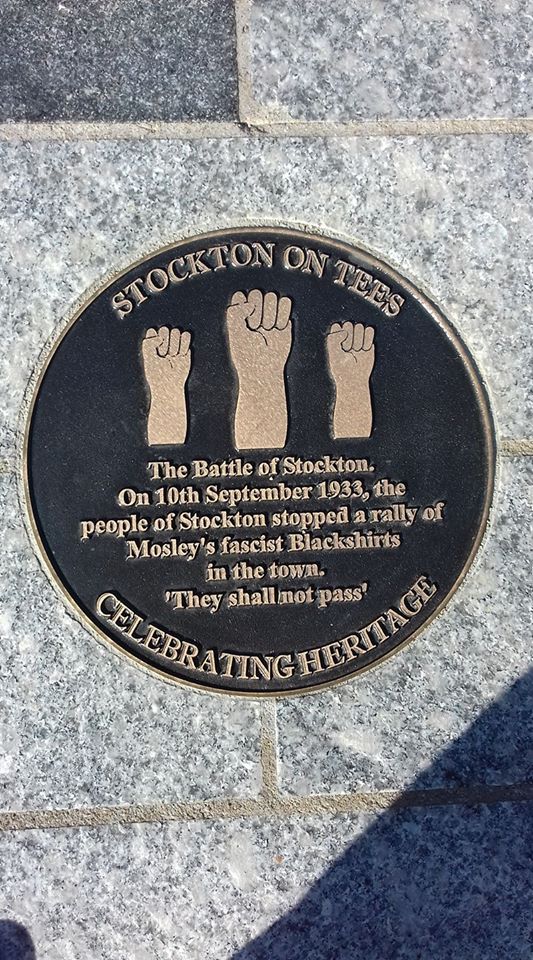 STOCKTON ON TEES
The Battle of Stockton.
On 10th September 1933, the
people of Stockton stopped a rally of
Mosley's fascist Blackshirts
in the town.
'They shall not pass'
CELEBRATING HERITAGE